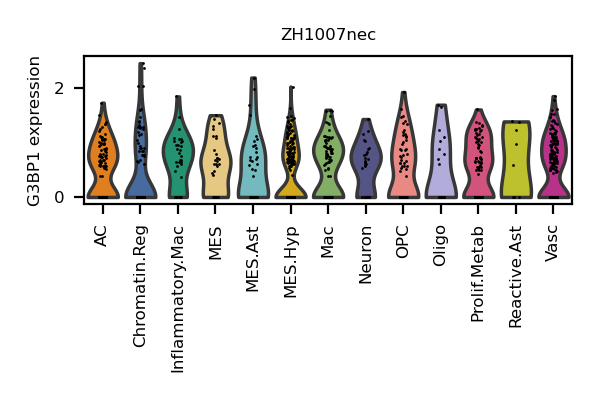 ZH1007nec
G3BP1 expression
2
0
AC
Chromatin.Reg
Inflammatory.Mac
MES
MES.Ast
MES.Hyp
Mac
Neuron
OPC
Oligo
Prolif.Metab
Reactive.Ast
Vasc